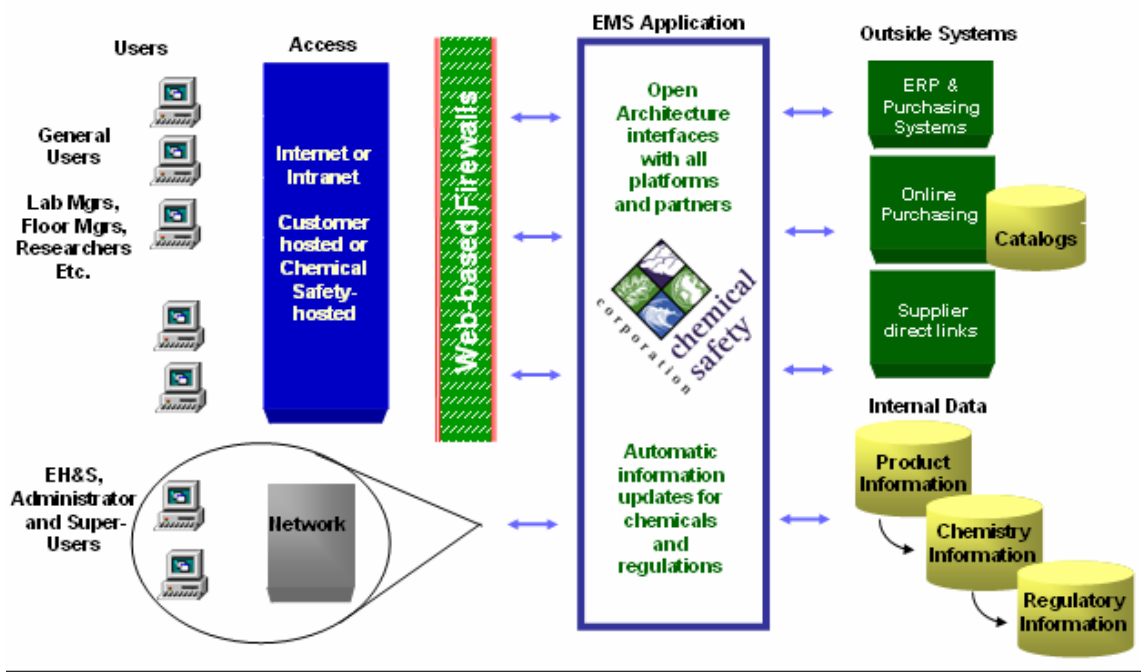 Users
Access
EMS Application
Outside Systems
General
Users
Lab Mgrs,
Floor Mgrs,
Researchers
Etc.
EH&S,
Administrator
and Super-
Users
Internet or
Intranet
Customer
hosted or
Chemical
Safety-
hosted
Network
Web-based Firewalls
Open
Architecture
interfaces
with all
platforms
and partners
chemical
safety
corporation
Automatic
information
updates for
chemicals
and
regulations
ERP &
Purchasing
Systems
Online
Purchasing
Catalogs
Supplier
direct links
Internal Data
Product
Information
Chemistry
Information
Regulatory
Information